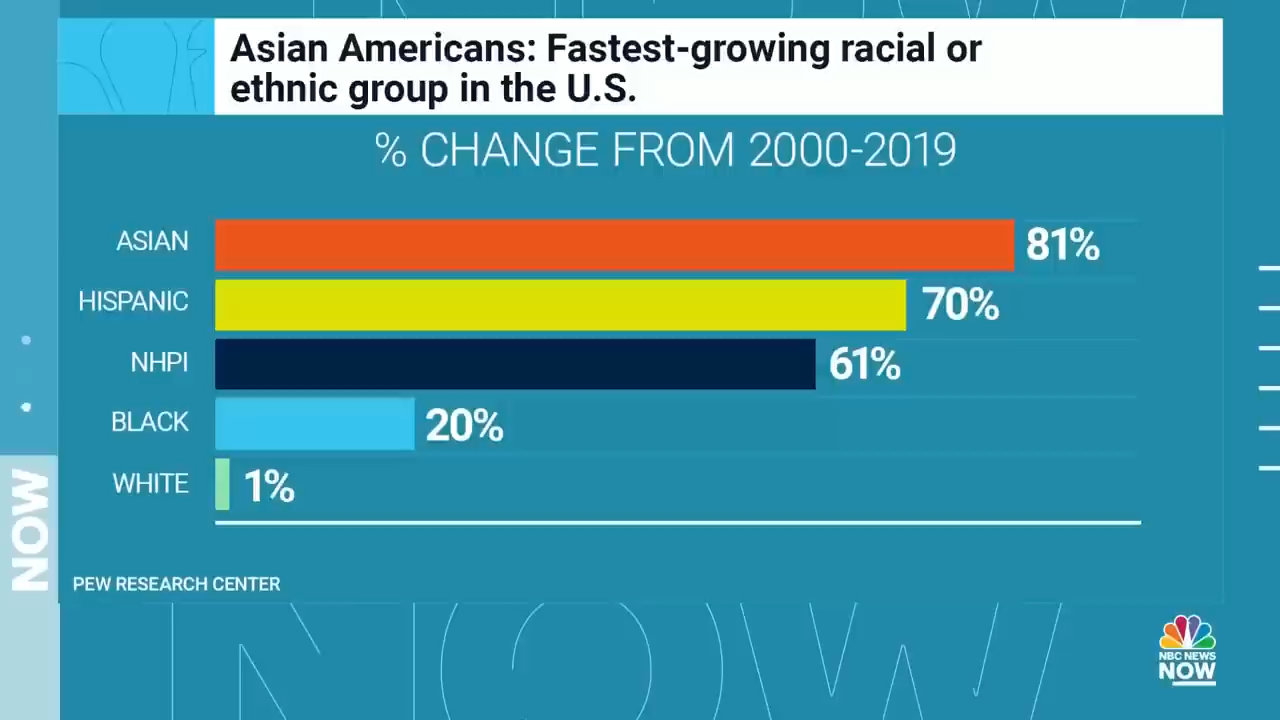 Asian Americans: Fastest-growing racial or
ethnic group in the U.S.
% CHANGE FROM 2000-2019
ASIAN 81%
HISPANIC 70%
NHPI 61%
BLACK 20%
WHITE 1%
NOW
PEW RESEARCH CENTER
NOW
NBC NEWS
NOW